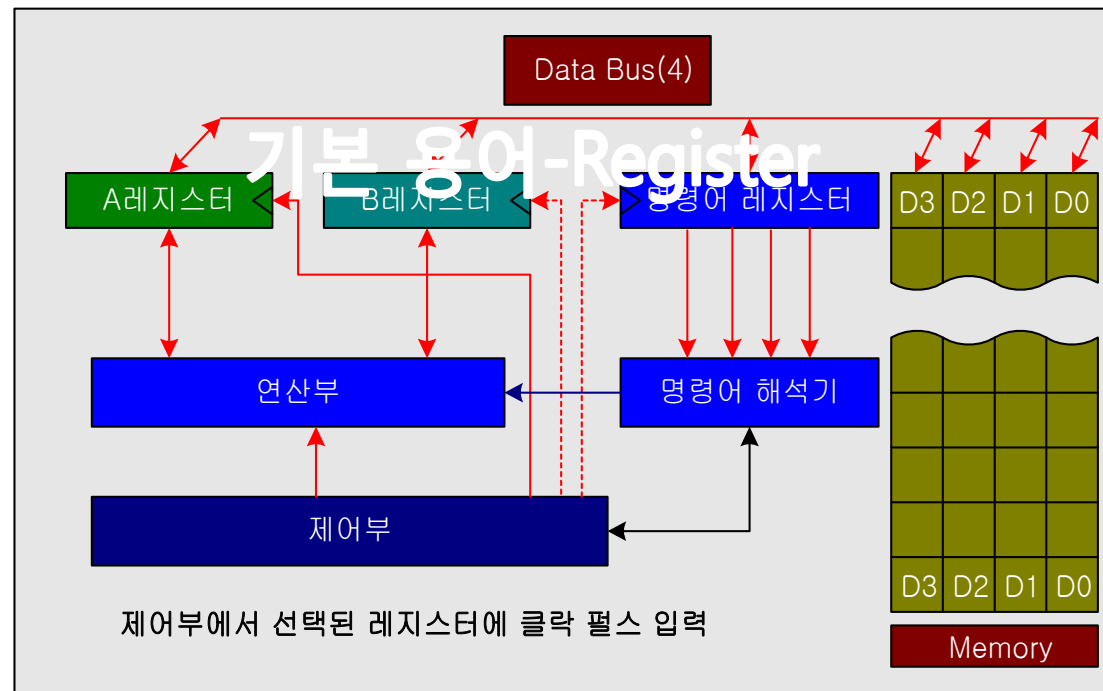 Data Bus(4)
기본 용어-Register
A레지스터
B레지스터
명령어 레지스터
D3 D2 D1 D0
연산부
명령어 해석기
제어부
D3 D2 D1 D0
제어부에서 선택된 레지스터에 클락 펄스 입력
Memory